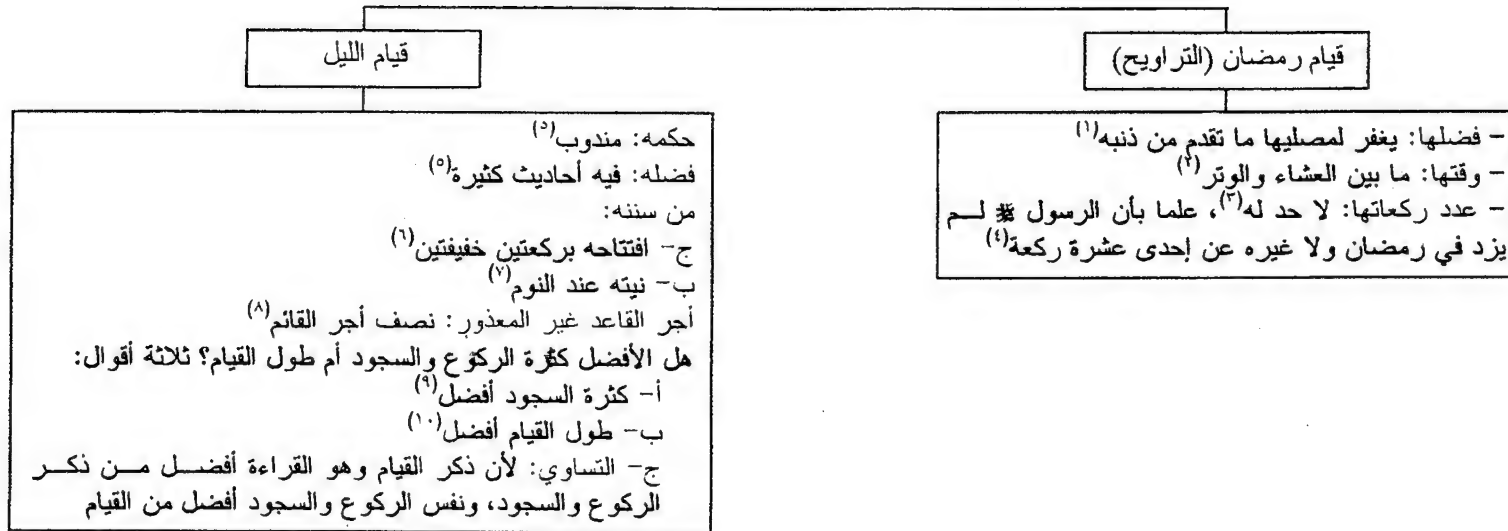 قيام رمضان (التراويح)
- فضلها: يغفر لمصليها ما تقدم من ذنبه(١)
- وقتها: ما بين العشاء والوتر(٢)
- عدد ركعاتها: لا حد له(٣)، علما بأن الرسول ﷺ لم
يزد في رمضان ولا غيره عن إحدى عشرة ركعة(٤)
قيام الليل
حكمه: مندوب(٥)
فضله: فيه أحاديث كثيرة(٥)
من سننه:
ج- افتتاحه بركعتين خفيفتين(٦)
ب- نيته عند النوم(٧)
أجر القاعد غير المعذور: نصف أجر القائم(٨)
هل الأفضل كثرة الركوع والسجود أم طول القيام؟ ثلاثة أقوال:
أ- كثرة السجود أفضل(٩)
ب- طول القيام أفضل(١٠)
ج- التساوي: لأن ذكر القيام وهو القراءة أفضل من ذكر
الركوع والسجود، ونفس الركوع والسجود أفضل من القيام